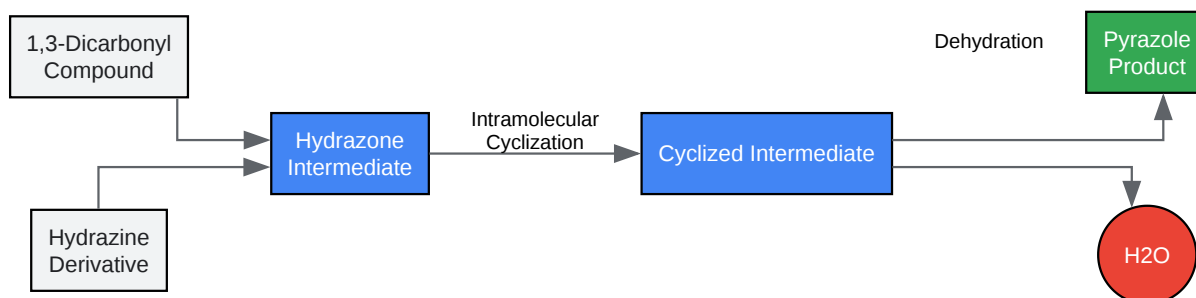 1,3-Dicarbonyl
Compound
Hydrazine
Derivative
Hydrazone
Intermediate
Intramolecular
Cyclization
Cyclized Intermediate
Dehydration
Pyrazole
Product
H2O